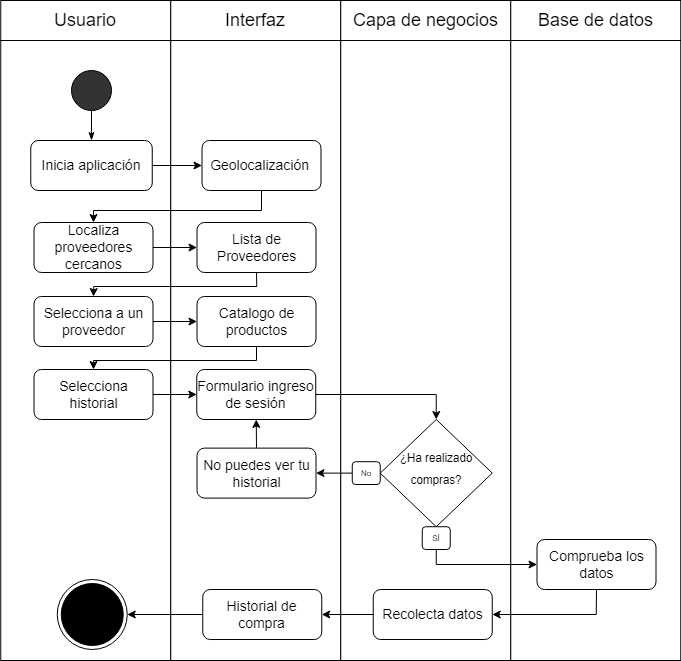 Usuario
Interfaz
Capa de negocios
Base de datos
Inicia aplicación
Geolocalización
Localiza
proveedores
cercanos
Lista de
Proveedores
Selecciona a un
proveedor
Catalogo de
productos
Selecciona
historial
Formulario ingreso
de sesión
¿Ha realizado
compras?
No puedes ver tu
historial
No
SÍ
Comprueba los
datos
Historial de
compra
Recolecta datos